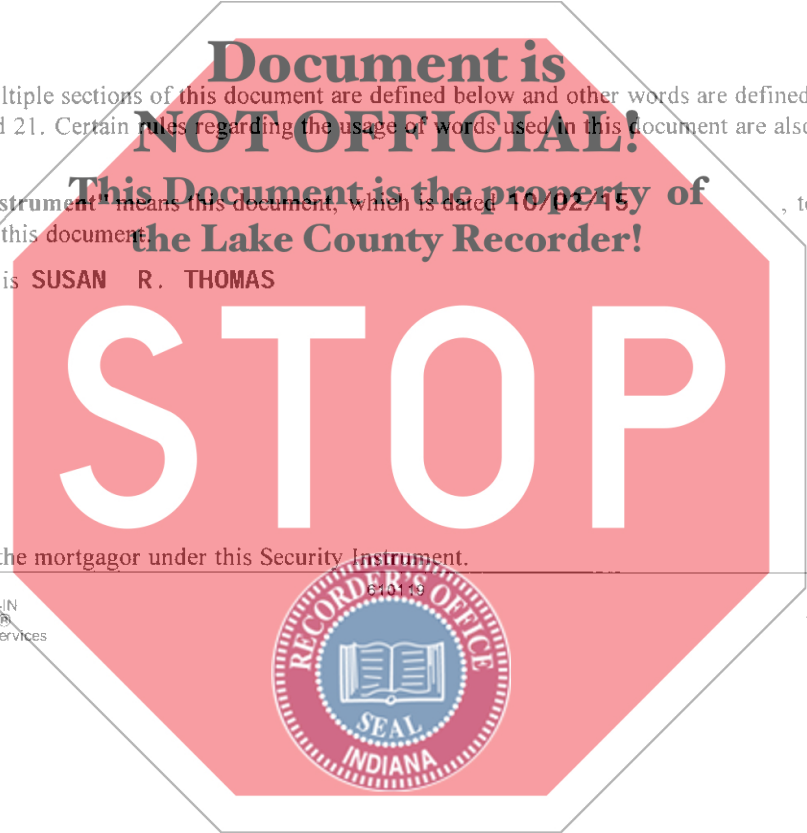 Document is
ltiple sections of this document are defined below and other words are defined
NOT OFFICIAL!
d 21. Certain rules regarding the usage of words used in this document are also
This Document is the property of
strument" means this document, which is dated 10/02/15 , t
the Lake County Recorder!
this document.
is SUSAN R. THOMAS
STOP
the mortgagor under this Security Instrument.
610119
-IN
®
ervices
RECORDER'S OFFICE
SEAL
INDIANA